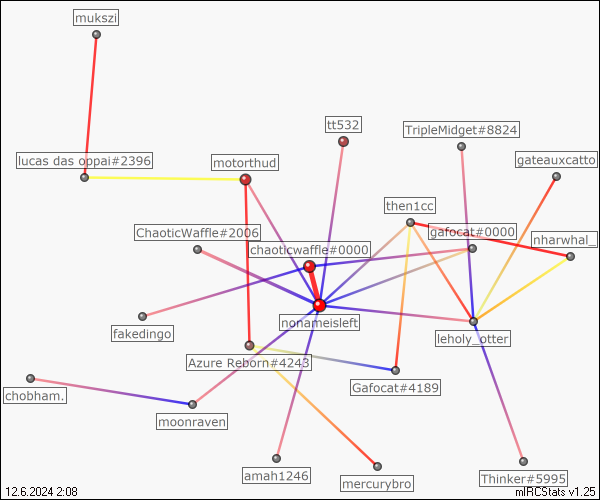 mukszi
tt532
TripleMidget#8824
lucas das oppai#2396
motorthud
gateauxcatto
then1cc
ChaoticWaffle#2006
gafocat#0000
nharwhal_
chaoticwaffle#0000
fakedingo
nonameisleft
leholy_otter
Azure Reborn#4243
Gafocat#4189
chobham.
moonraven
amah1246
mercurybro
Thinker#5995
12.6.2024 2:08
mIRCStats v1.25